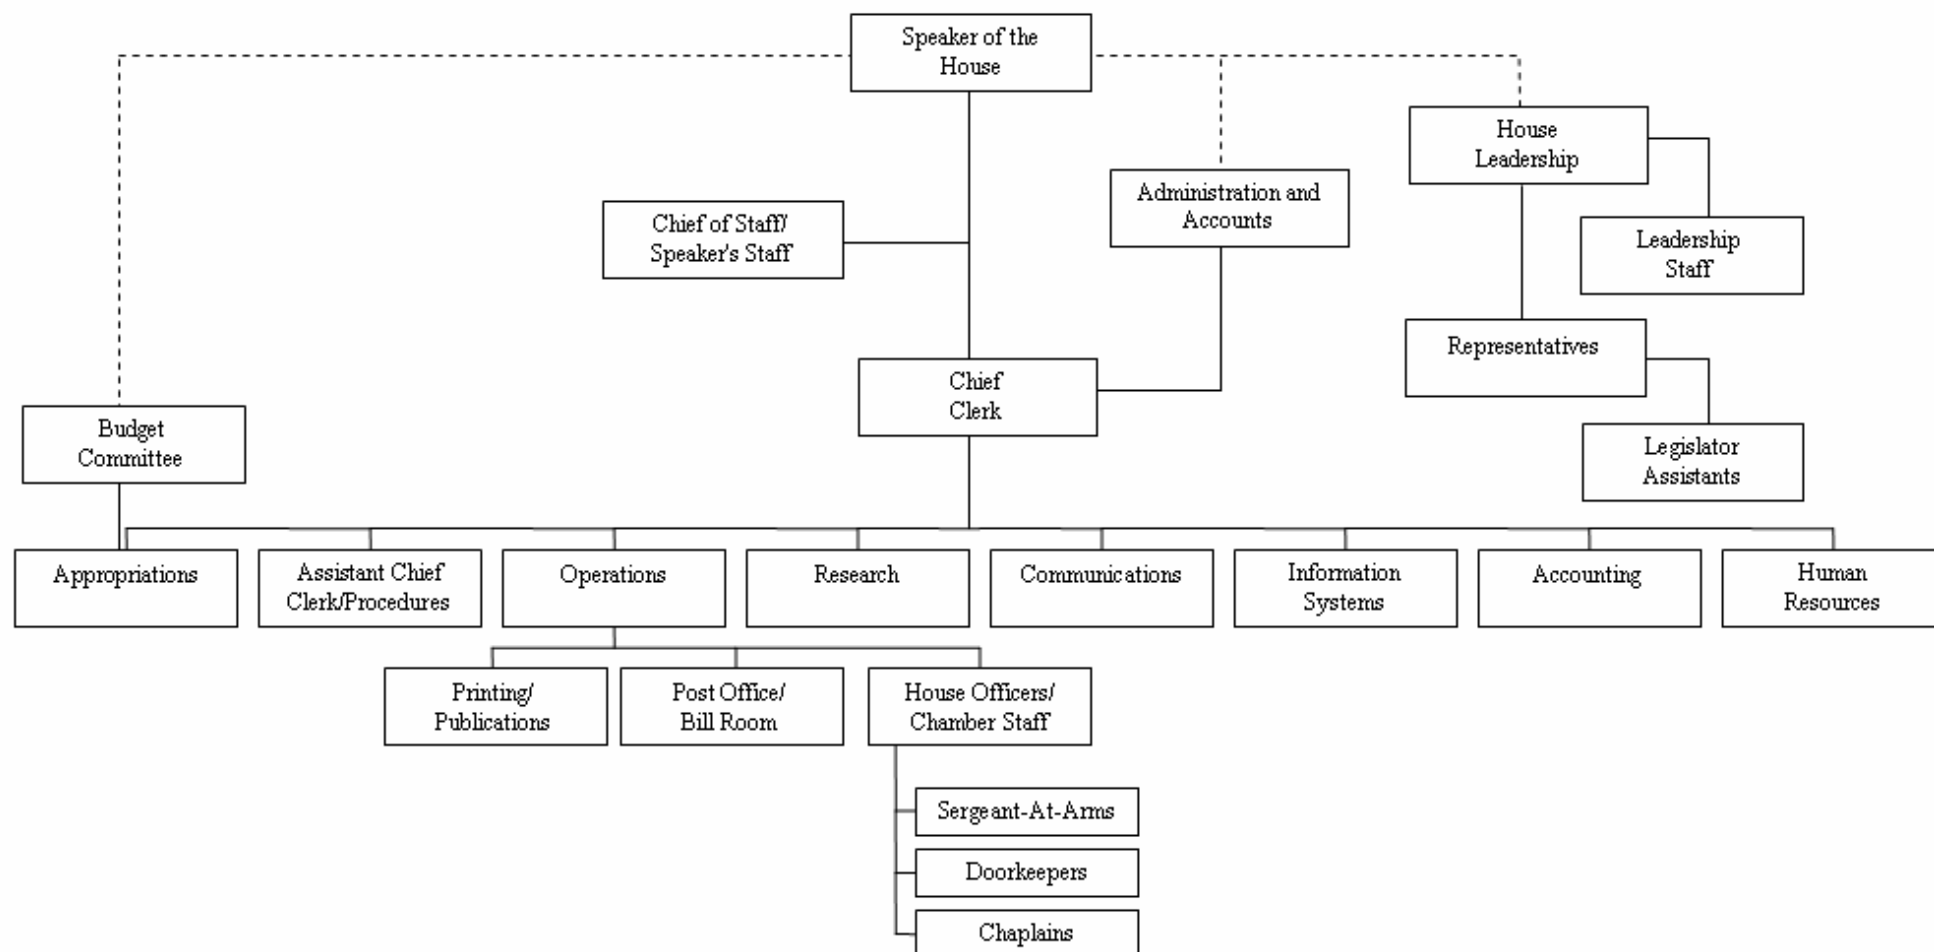 Speaker of the
House
House
Leadership
Administration and
Accounts
Chief of Staff/
Speaker's Staff
Leadership
Staff
Representatives
Chief
Clerk
Budget
Committee
Legislator
Assistants
Appropriations
Assistant Chief
Clerk/Procedures
Operations
Research
Communications
Information
Systems
Accounting
Human
Resources
Printing/
Publications
Post Office/
Bill Room
House Officers/
Chamber Staff
Sergeant-At-Arms
Doorkeepers
Chaplains